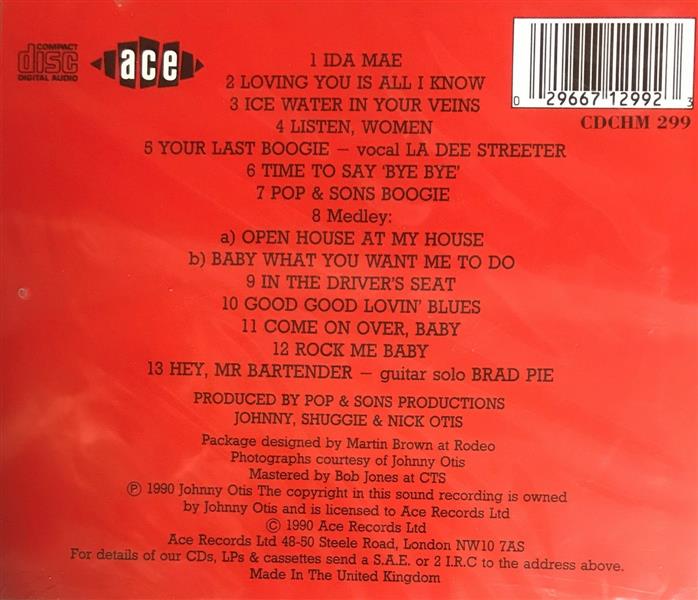 COMPACT
disc
DIGITAL AUDIO
ace
1 IDA MAE
2 LOVING YOU IS ALL I KNOW
3 ICE WATER IN YOUR VEINS
4 LISTEN, WOMEN
5 YOUR LAST BOOGIE – vocal LA DEE STREETER
6 TIME TO SAY 'BYE BYE'
7 POP & SONS BOOGIE
8 Medley:
a) OPEN HOUSE AT MY HOUSE
b) BABY WHAT YOU WANT ME TO DO
9 IN THE DRIVER'S SEAT
10 GOOD GOOD LOVIN' BLUES
11 COME ON OVER, BABY
12 ROCK ME BABY
13 HEY, MR BARTENDER – guitar solo BRAD PIE
0 29667 12992 3
CDCHM 299
PRODUCED BY POP & SONS PRODUCTIONS
JOHNNY, SHUGGIE & NICK OTIS
Package designed by Martin Brown at Rodeo
Photographs courtesy of Johnny Otis
Mastered by Bob Jones at CTS
℗ 1990 Johnny Otis The copyright in this sound recording is owned
by Johnny Otis and is licensed to Ace Records Ltd
© 1990 Ace Records Ltd
Ace Records Ltd 48-50 Steele Road, London NW10 7AS
For details of our CDs, LPs & cassettes send a S.A.E. or 2 I.R.C to the address above.
Made In The United Kingdom